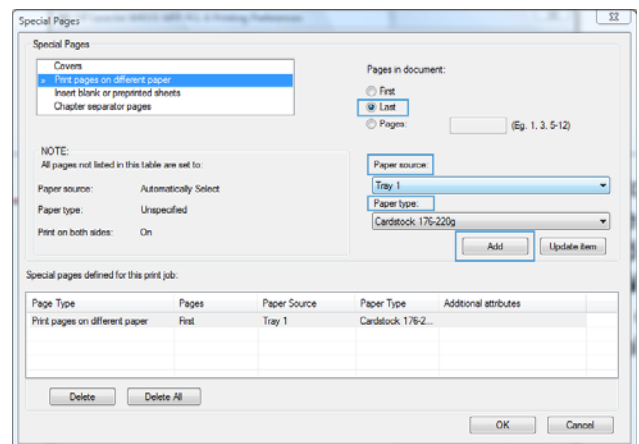 Special Pages
Special Pages
Covers
» Print pages on different paper
Insert blank or preprinted sheets
Chapter separator pages
Pages in document:
First
Last
Pages: (Eg. 1, 3, 5-12)
NOTE:
All pages not listed in this table are set to:
Paper source: Automatically Select
Paper type: Unspecified
Print on both sides: On
Paper source:
Tray 1
Paper type:
Cardstock 176-220g
Add Update item
Special pages defined for this print job:
Page Type Pages Paper Source Paper Type Additional attributes
Print pages on different paper First Tray 1 Cardstock 176-2...
Delete Delete All
OK Cancel